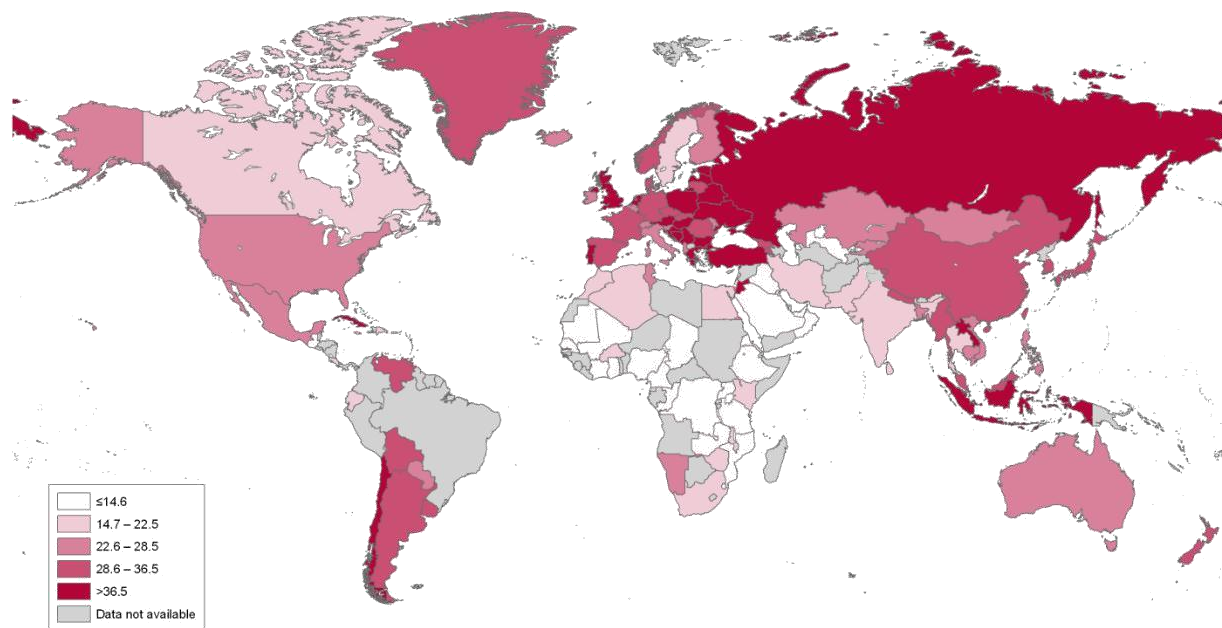 ≤14.6
14.7 – 22.5
22.6 – 28.5
28.6 – 36.5
>36.5
Data not available